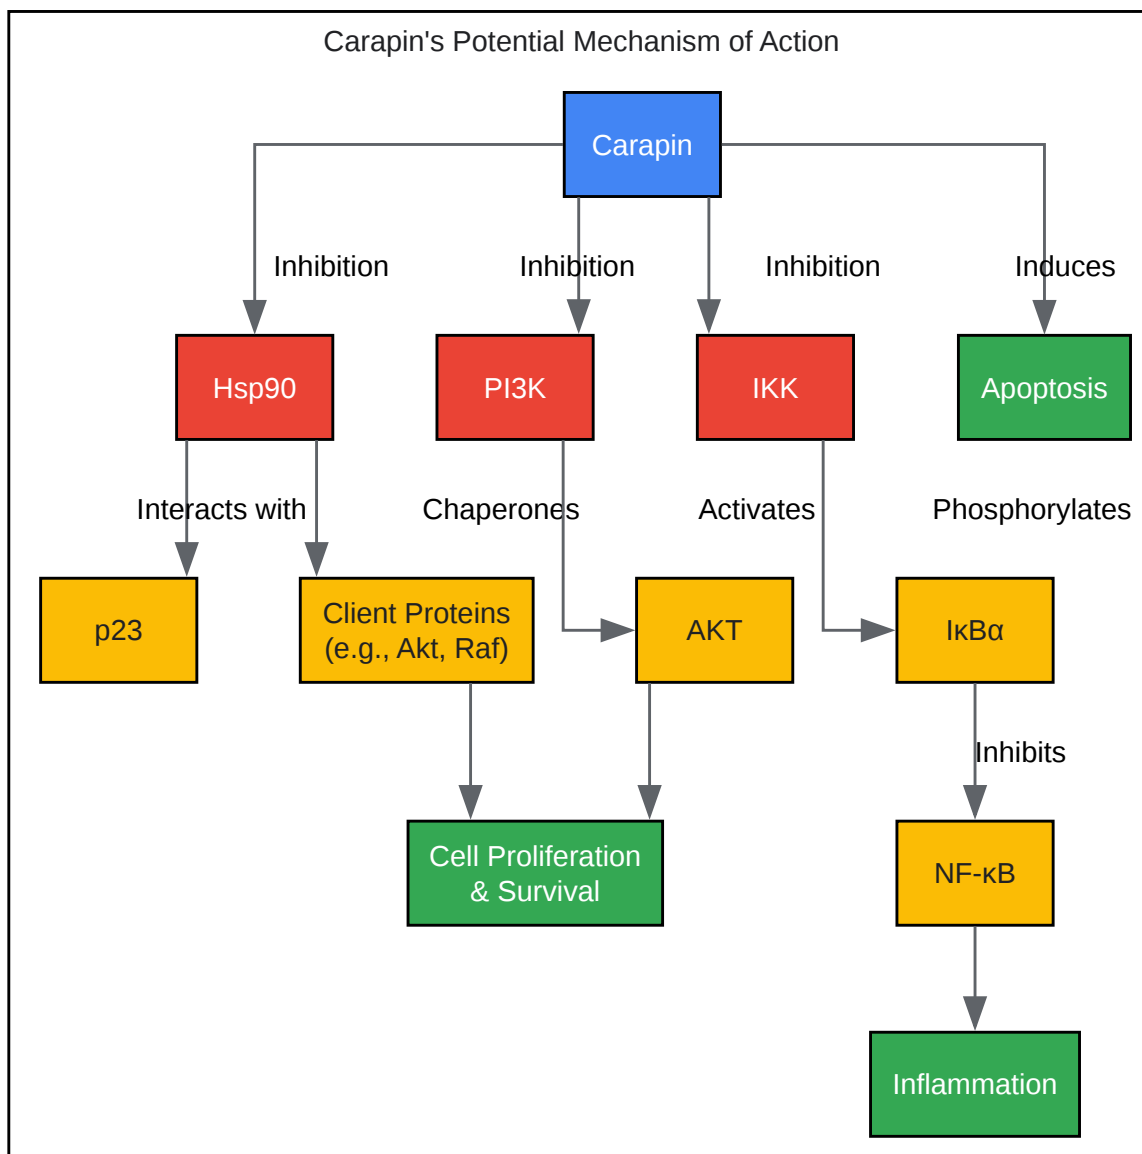 Carapin's Potential Mechanism of Action
Carapin
Inhibition
Inhibition
Inhibition
Induces
Hsp90
PI3K
IKK
Apoptosis
Interacts with
Chaperones
Activates
Phosphorylates
p23
Client Proteins
(e.g., Akt, Raf)
AKT
IκBα
Inhibits
Cell Proliferation
& Survival
NF-κB
Inflammation